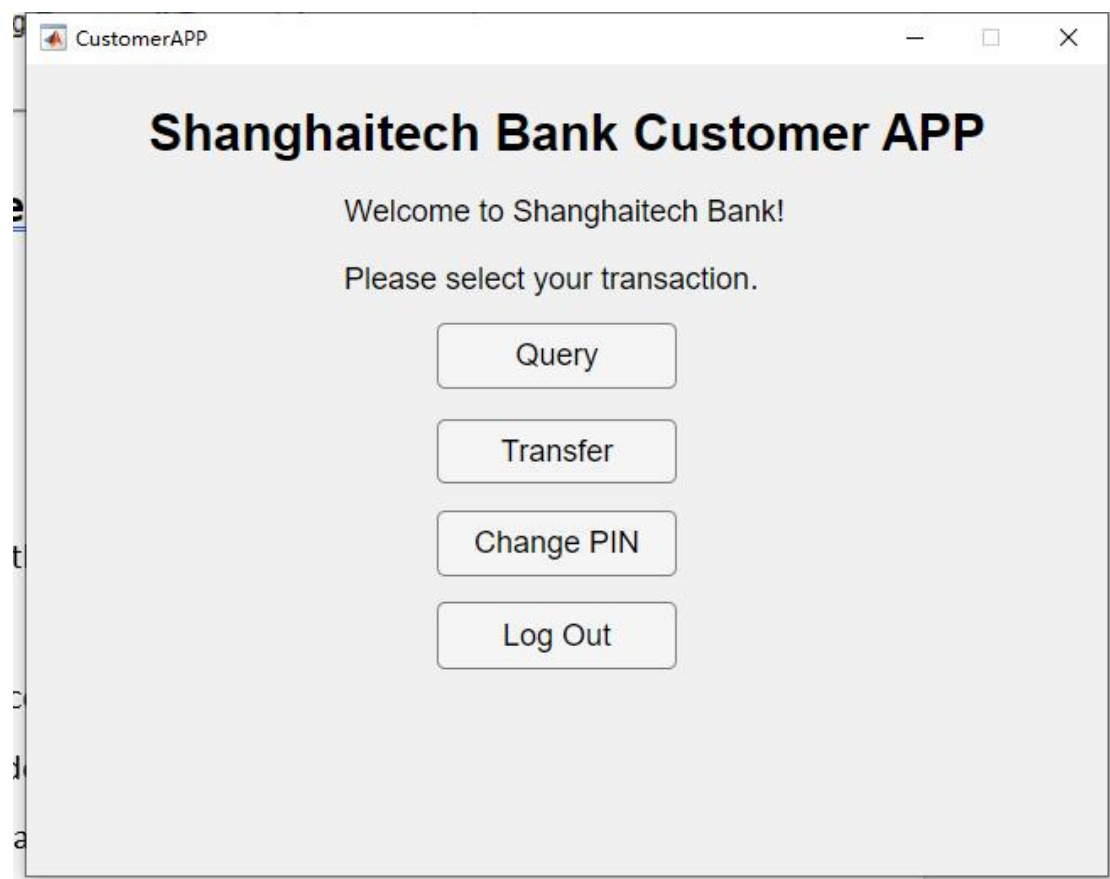 CustomerAPP
Shanghaitech Bank Customer APP
Welcome to Shanghaitech Bank!
Please select your transaction.
Query
Transfer
Change PIN
Log Out